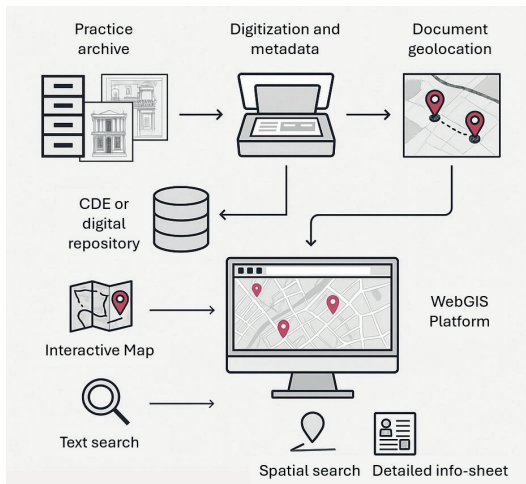 Practice
archive
Digitization and
metadata
Document
geolocation
CDE or
digital
repository
WebGIS
Platform
Interactive Map
Text search
Spatial search
Detailed info-sheet